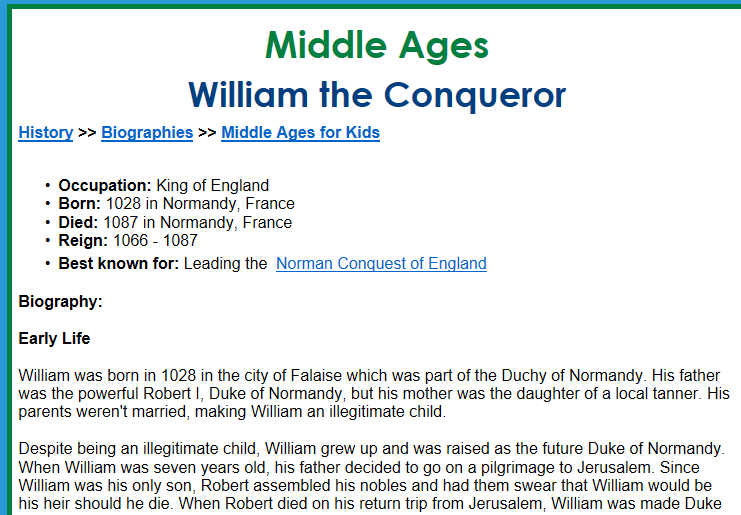 Middle Ages
William the Conqueror
History >> Biographies >> Middle Ages for Kids
• Occupation: King of England
• Born: 1028 in Normandy, France
• Died: 1087 in Normandy, France
• Reign: 1066 - 1087
• Best known for: Leading the Norman Conquest of England
Biography:
Early Life
William was born in 1028 in the city of Falaise which was part of the Duchy of Normandy. His father
was the powerful Robert I, Duke of Normandy, but his mother was the daughter of a local tanner. His
parents weren't married, making William an illegitimate child.
Despite being an illegitimate child, William grew up and was raised as the future Duke of Normandy.
When William was seven years old, his father decided to go on a pilgrimage to Jerusalem. Since
William was his only son, Robert assembled his nobles and had them swear that William would be
his heir should he die. When Robert died on his return trip from Jerusalem, William was made Duke